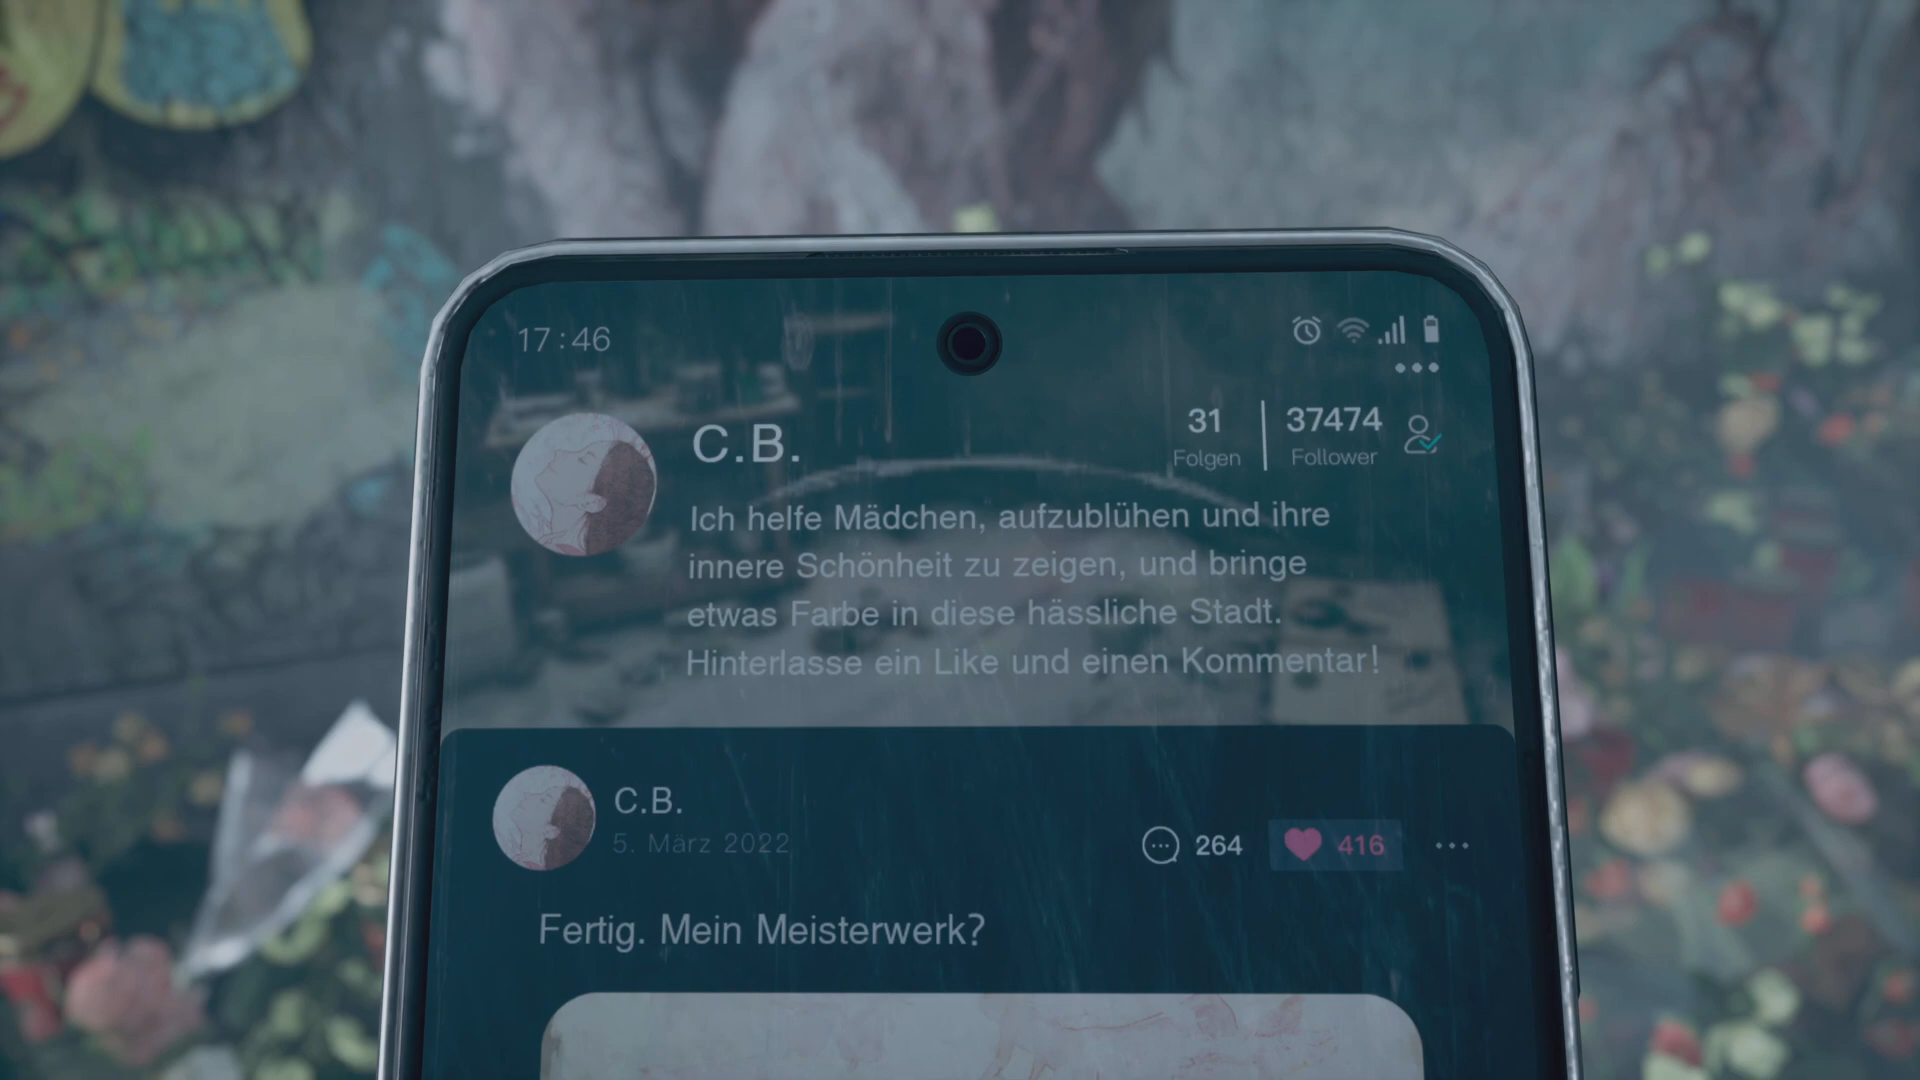 17:46
C.B.
31
Folgen
37474
Follower
Ich helfe Mädchen, aufzublühen und ihre
innere Schönheit zu zeigen, und bringe
etwas Farbe in diese hässliche Stadt.
Hinterlasse ein Like und einen Kommentar!
C.B.
5. März 2022
264
416
Fertig. Mein Meisterwerk?